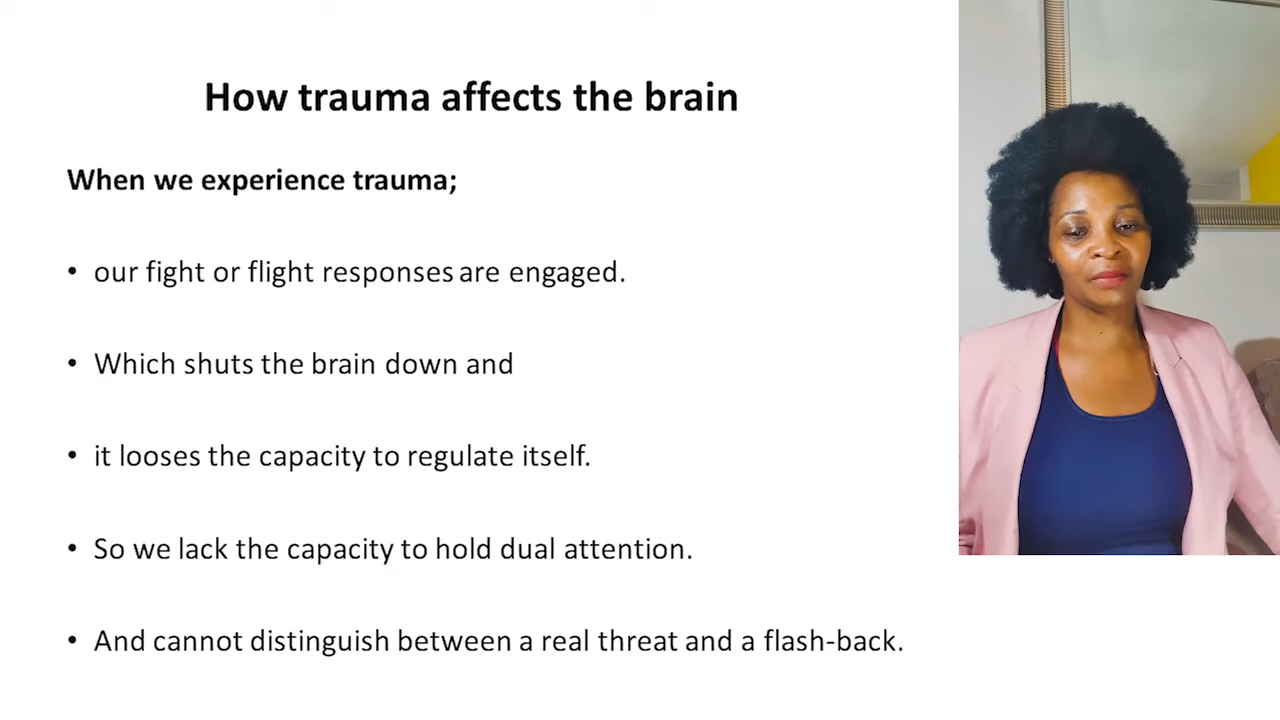 How trauma affects the brain
When we experience trauma;
• our fight or flight responses are engaged.
• Which shuts the brain down and
• it looses the capacity to regulate itself.
• So we lack the capacity to hold dual attention.
• And cannot distinguish between a real threat and a flash-back.